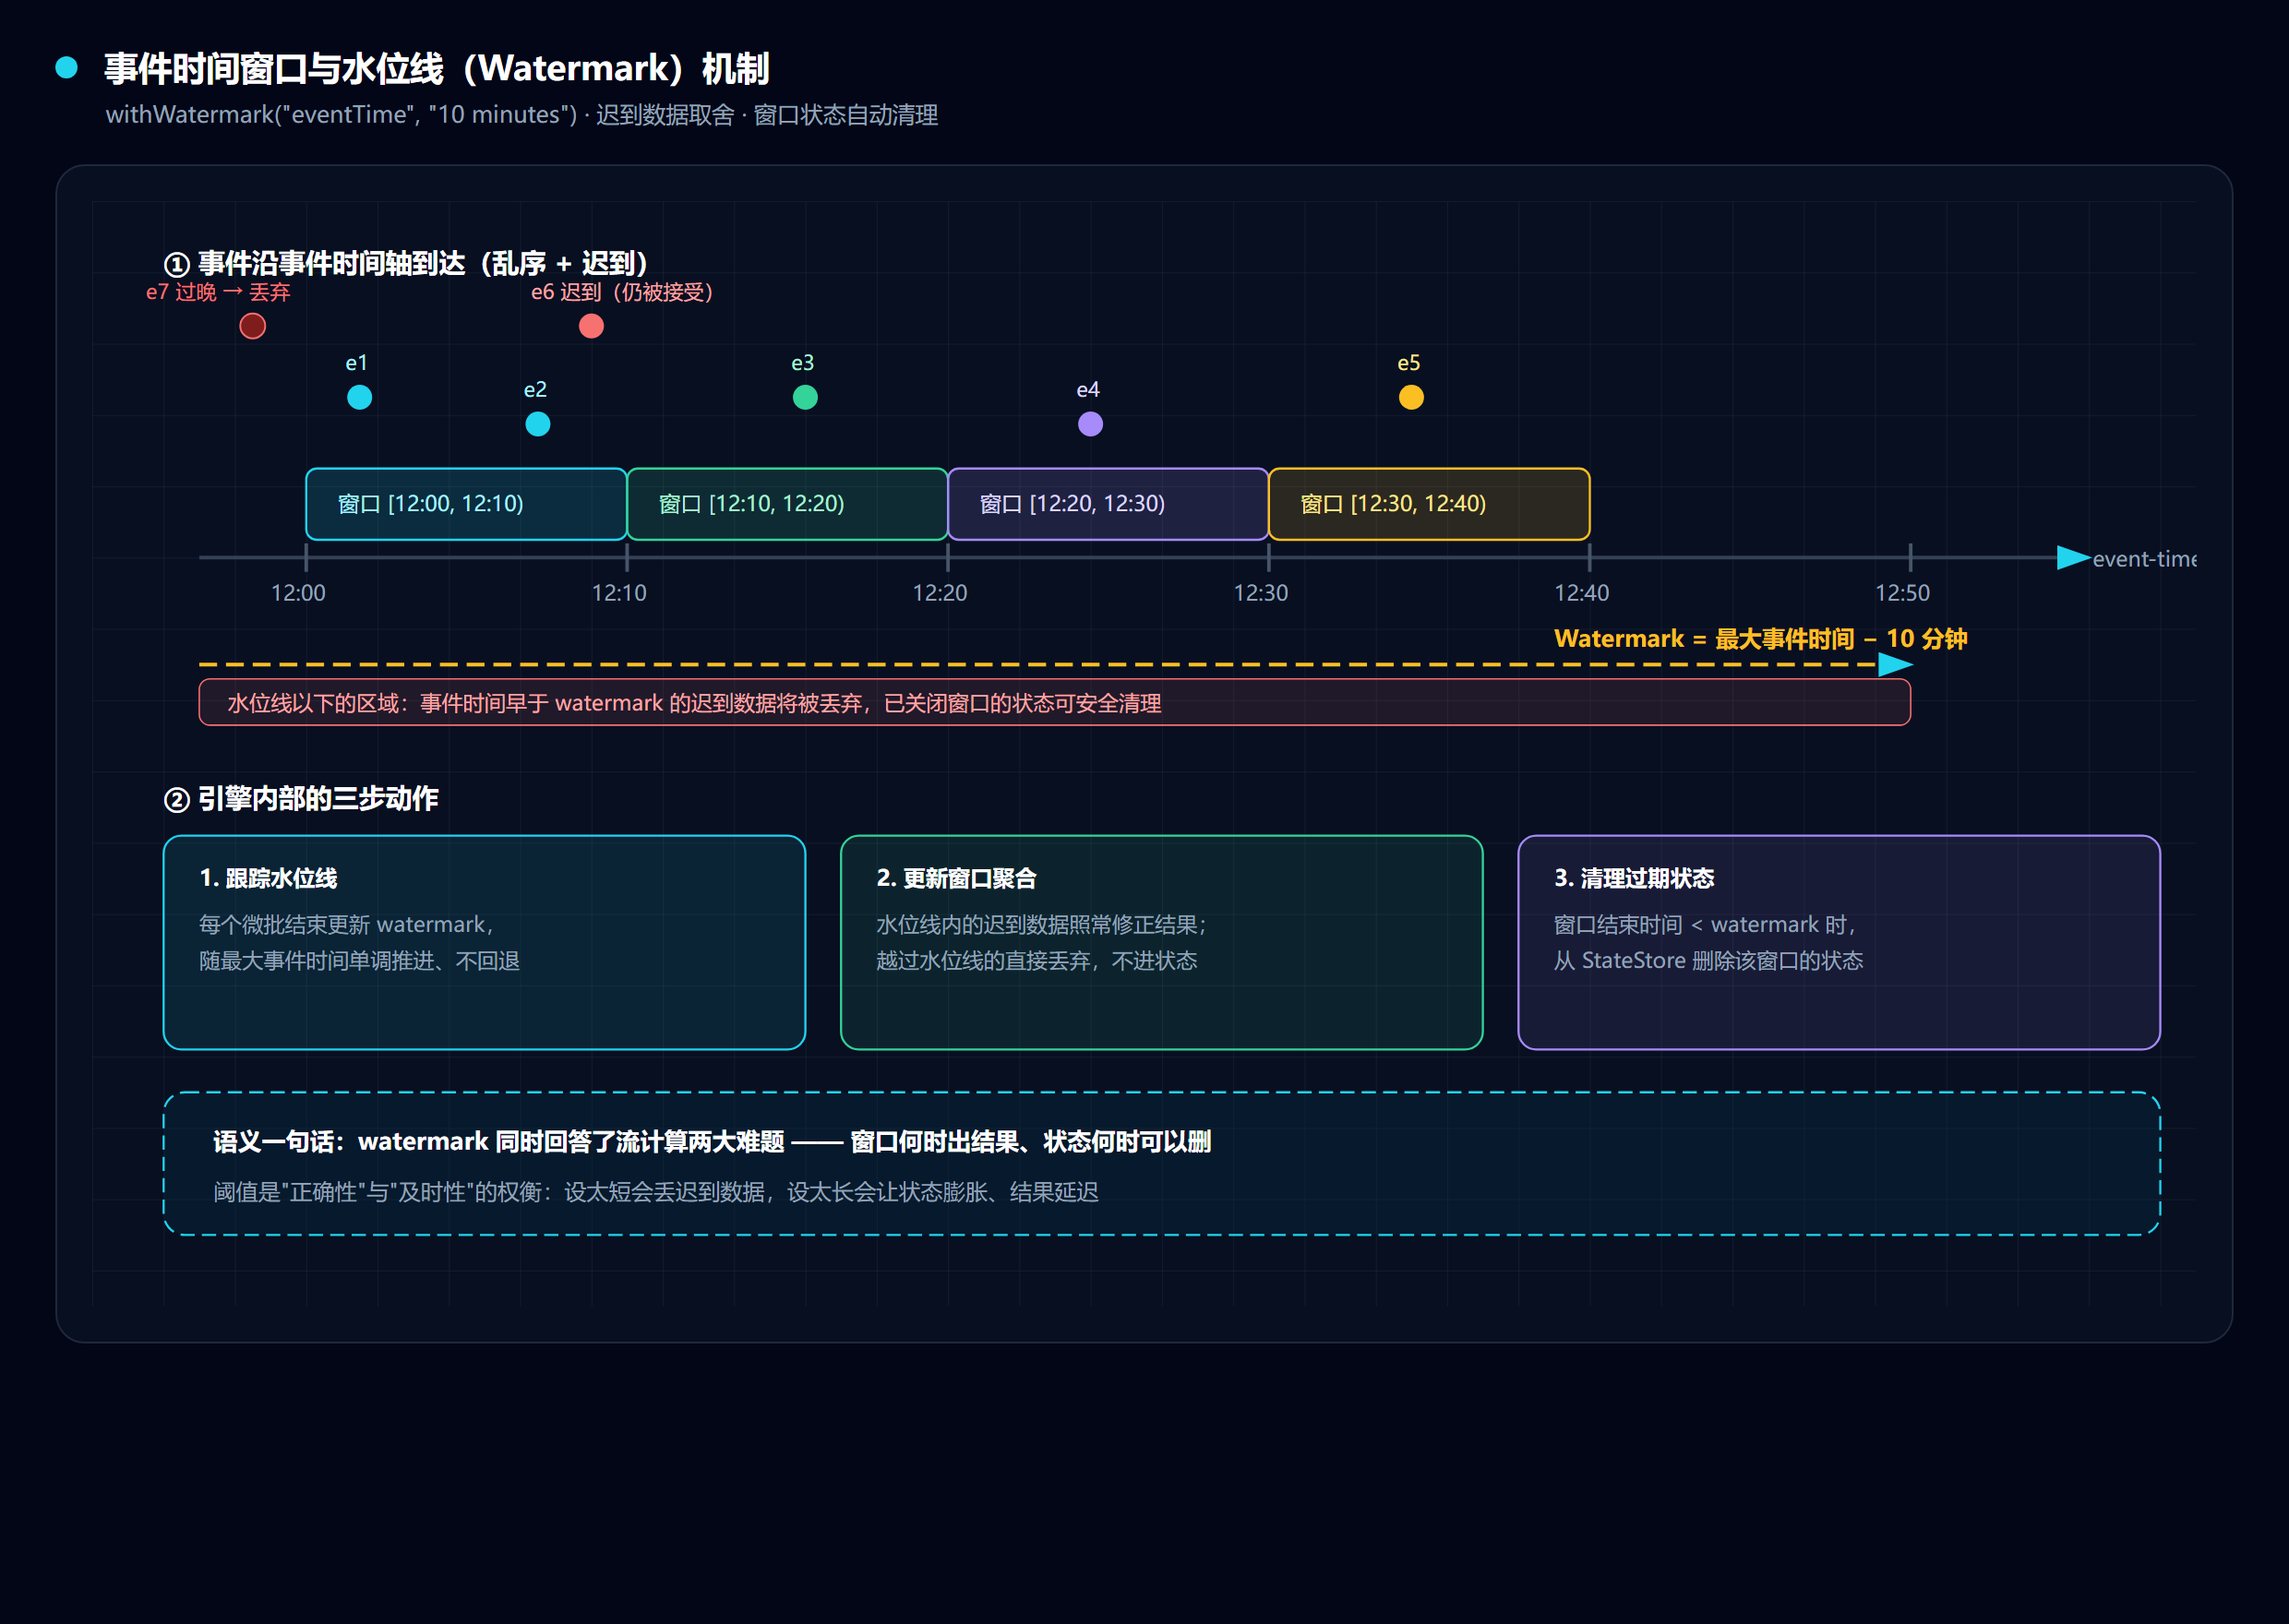 事件时间窗口与水位线（Watermark）机制
withWatermark("eventTime", "10 minutes") · 迟到数据取舍 · 窗口状态自动清理
① 事件沿事件时间轴到达（乱序 + 迟到）
e7 过晚 → 丢弃
e6 迟到（仍被接受）
e1
e2
e3
e4
e5
窗口 [12:00, 12:10)
窗口 [12:10, 12:20)
窗口 [12:20, 12:30)
窗口 [12:30, 12:40)
event-time
12:00
12:10
12:20
12:30
12:40
12:50
Watermark = 最大事件时间 − 10 分钟
水位线以下的区域：事件时间早于 watermark 的迟到数据将被丢弃，已关闭窗口的状态可安全清理
② 引擎内部的三步动作
1. 跟踪水位线
每个微批结束更新 watermark，
随最大事件时间单调推进、不回退
2. 更新窗口聚合
水位线内的迟到数据照常修正结果；
越过水位线的直接丢弃，不进状态
3. 清理过期状态
窗口结束时间 < watermark 时，
从 StateStore 删除该窗口的状态
语义一句话：watermark 同时回答了流计算两大难题 —— 窗口何时出结果、状态何时可以删
阈值是"正确性"与"及时性"的权衡：设太短会丢迟到数据，设太长会让状态膨胀、结果延迟